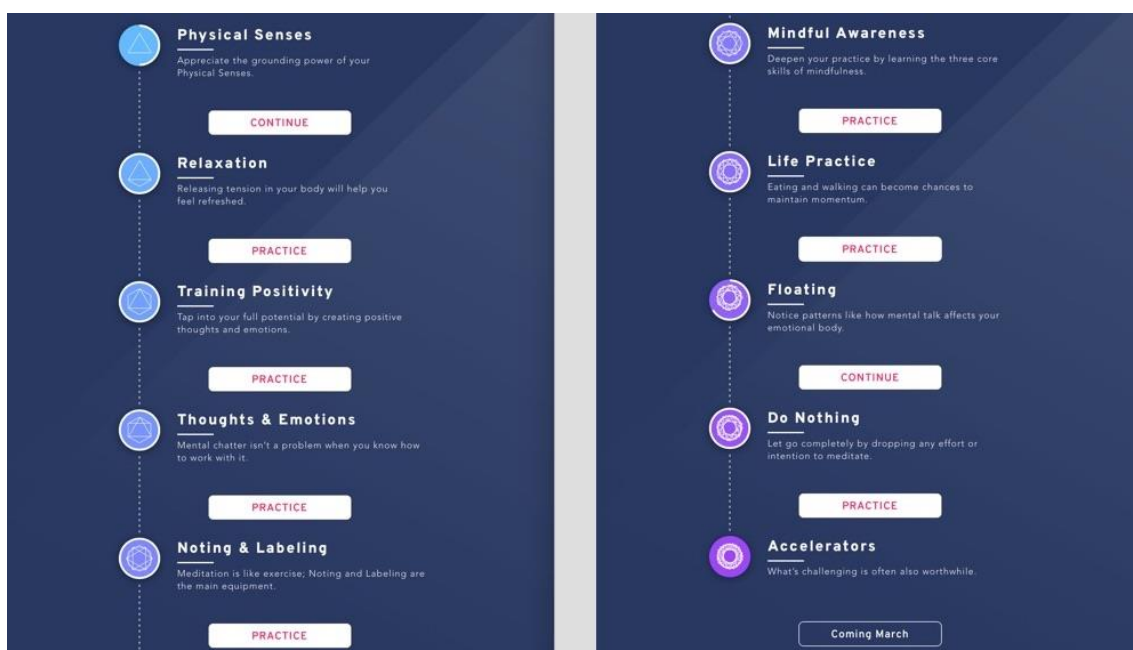 Physical Senses
Appreciate the grounding power of your
Physical Senses.
CONTINUE
Relaxation
Releasing tension in your body will help you
feel refreshed.
PRACTICE
Training Positivity
Tap into your full potential by creating positive
thoughts and emotions.
PRACTICE
Thoughts & Emotions
Mental chatter isn't a problem when you know how
to work with it.
PRACTICE
Noting & Labeling
Meditation is like exercise; Noting and Labeling are
the main equipment.
PRACTICE
Mindful Awareness
Deepen your practice by learning the three core
skills of mindfulness.
PRACTICE
Life Practice
Eating and walking can become chances to
maintain momentum.
PRACTICE
Floating
Notice patterns like how mental talk affects your
emotional body.
CONTINUE
Do Nothing
Let go completely by dropping any effort or
intention to meditate.
PRACTICE
Accelerators
What's challenging is often also worthwhile.
Coming March